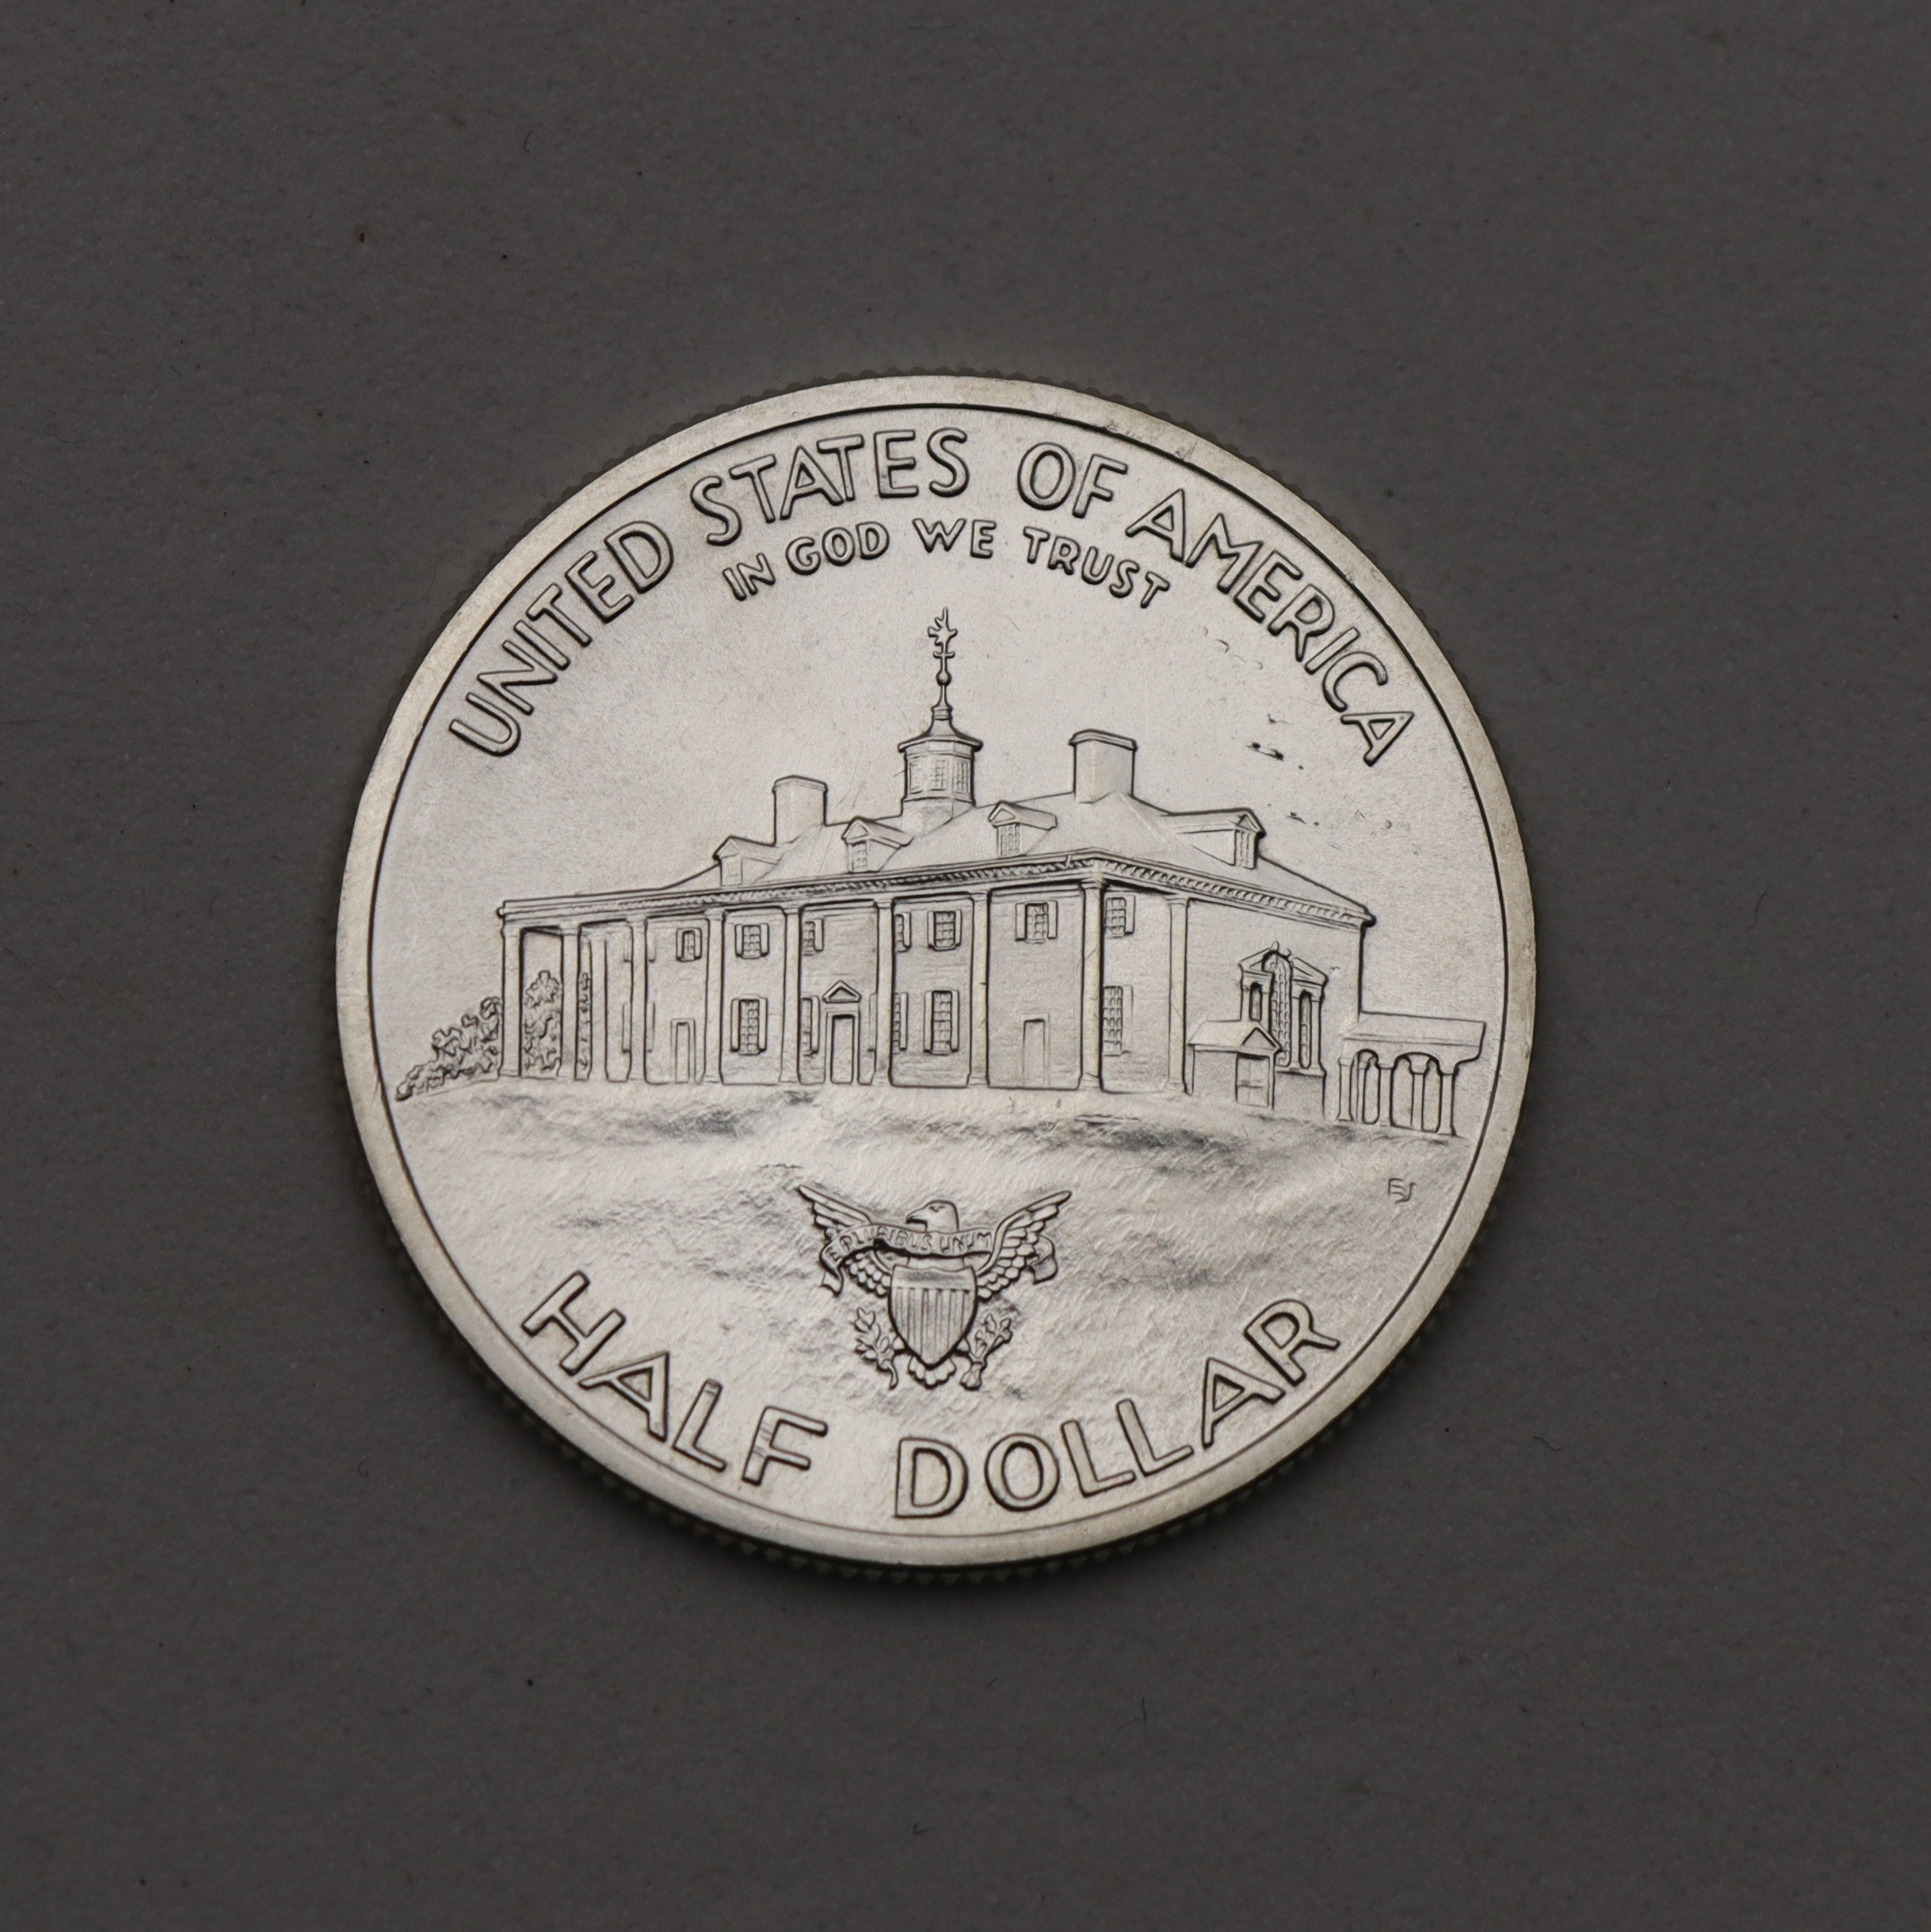 UNITED STATES OF AMERICA
IN GOD WE TRUST
EJ
E PLURIBUS UNUM
HALF DOLLAR